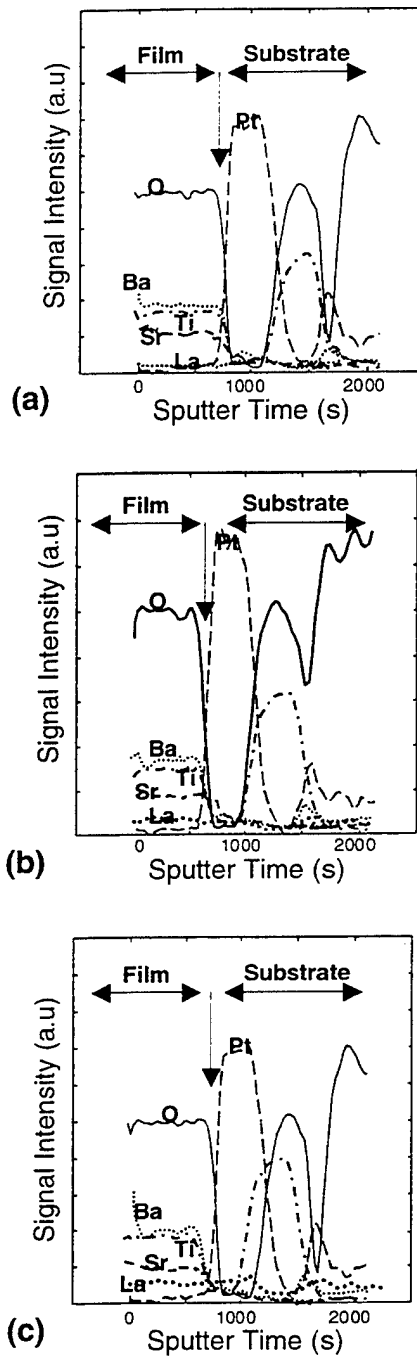 Film Substrate
Pt
O
Ba
Ti
Sr
La
Signal Intensity (a.u)
0 1000 2000
Sputter Time (s)
(a)
Film Substrate
Pt
O
Ba
Ti
Sr
La
Signal Intensity (a.u)
0 1000 2000
Sputter Time (s)
(b)
Film Substrate
Pt
O
Ba
Ti
Sr
La
Signal Intensity (a.u)
0 1000 2000
Sputter Time (s)
(c)